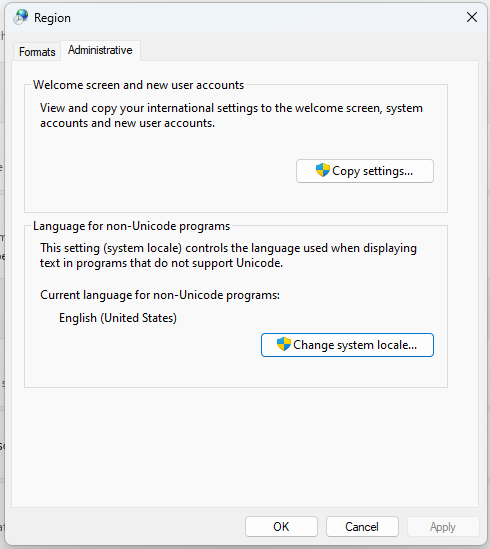 Region
Formats
Administrative
Welcome screen and new user accounts
View and copy your international settings to the welcome screen, system
accounts and new user accounts.
Copy settings...
Language for non-Unicode programs
This setting (system locale) controls the language used when displaying
text in programs that do not support Unicode.
Current language for non-Unicode programs:
English (United States)
Change system locale...
OK
Cancel
Apply